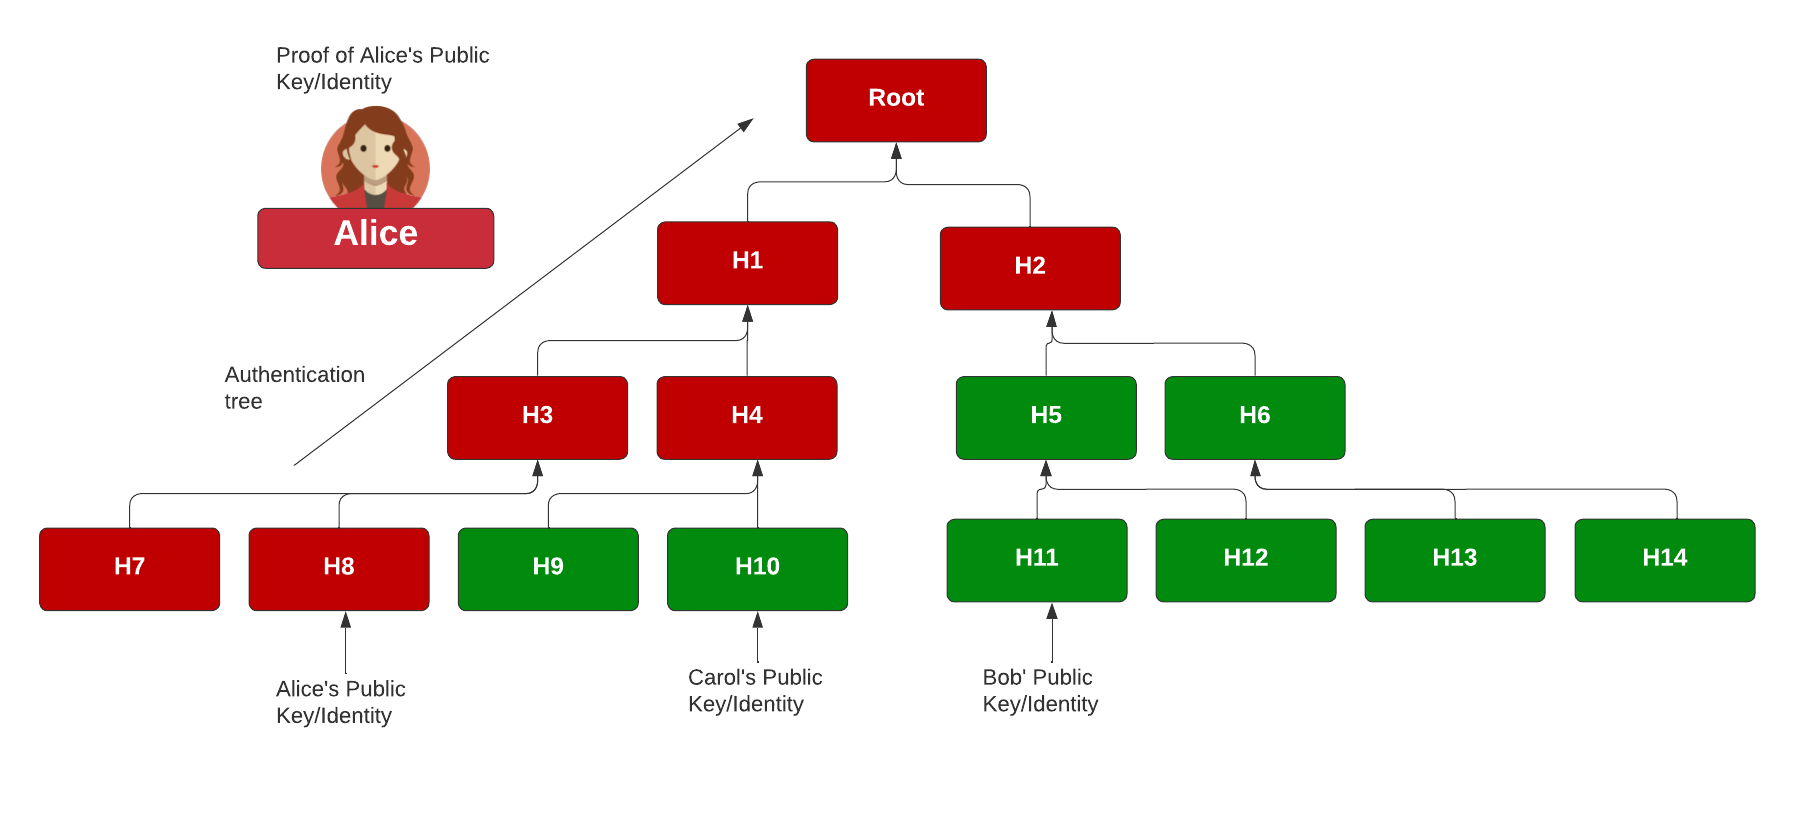 Proof of Alice's Public
Key/Identity
Alice
Root
H1
H2
Authentication
tree
H3
H4
H5
H6
H7
H8
H9
H10
H11
H12
H13
H14
Alice's Public
Key/Identity
Carol's Public
Key/Identity
Bob' Public
Key/Identity